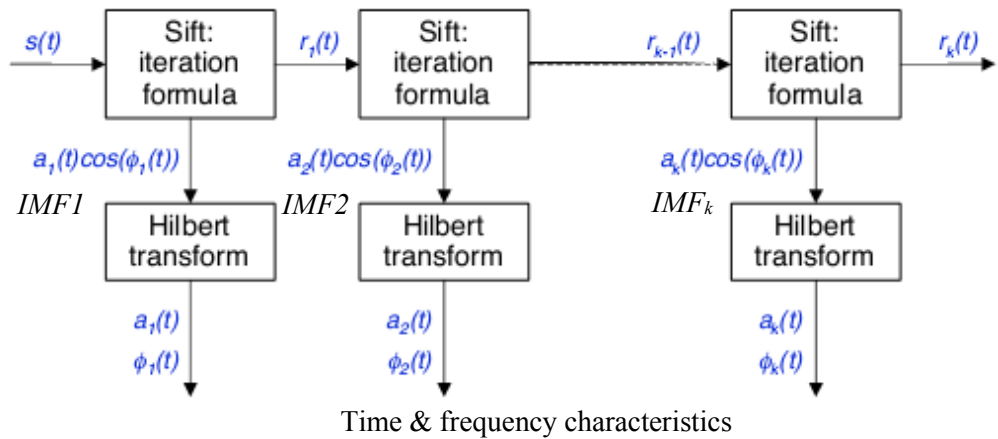 s(t)
Sift:
iteration
formula
r₁(t)
Sift:
iteration
formula
rₖ₋₁(t)
Sift:
iteration
formula
rₖ(t)
a₁(t)cos(ϕ₁(t))
a₂(t)cos(ϕ₂(t))
aₖ(t)cos(ϕₖ(t))
IMF1
IMF2
IMFₖ
Hilbert
transform
Hilbert
transform
Hilbert
transform
a₁(t)
ϕ₁(t)
a₂(t)
ϕ₂(t)
aₖ(t)
ϕₖ(t)
Time & frequency characteristics